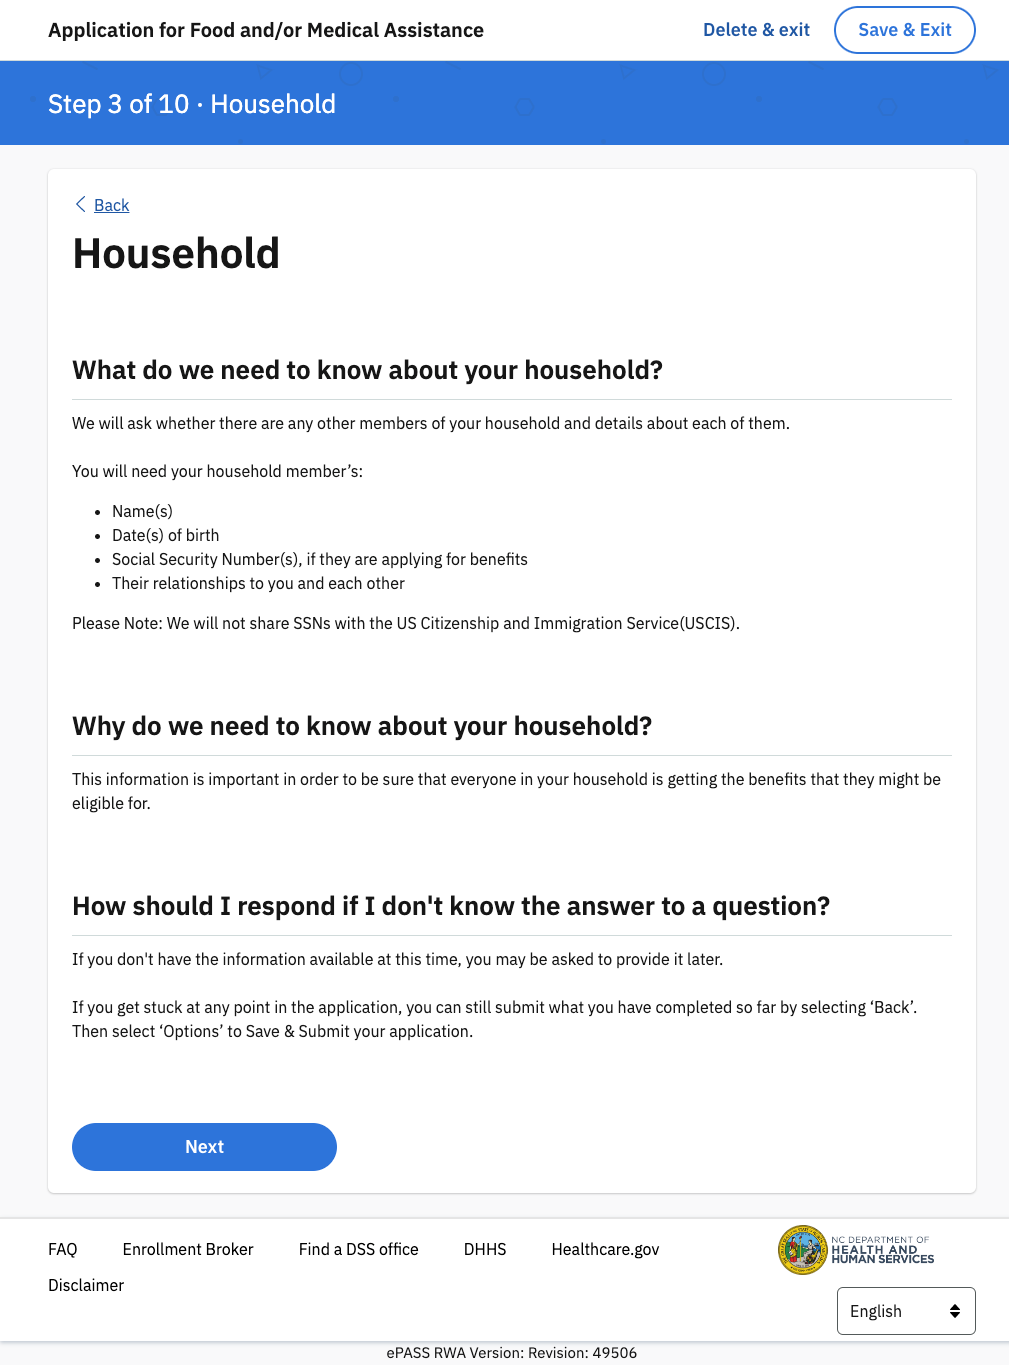 Application for Food and/or Medical Assistance
Delete & exit
Save & Exit
Step 3 of 10 · Household
Back
Household
What do we need to know about your household?
We will ask whether there are any other members of your household and details about each of them.
You will need your household member’s:
• Name(s)
• Date(s) of birth
• Social Security Number(s), if they are applying for benefits
• Their relationships to you and each other
Please Note: We will not share SSNs with the US Citizenship and Immigration Service(USCIS).
Why do we need to know about your household?
This information is important in order to be sure that everyone in your household is getting the benefits that they might be
eligible for.
How should I respond if I don't know the answer to a question?
If you don't have the information available at this time, you may be asked to provide it later.
If you get stuck at any point in the application, you can still submit what you have completed so far by selecting ‘Back’.
Then select ‘Options’ to Save & Submit your application.
Next
FAQ
Enrollment Broker
Find a DSS office
DHHS
Healthcare.gov
Disclaimer
NC DEPARTMENT OF
HEALTH AND
HUMAN SERVICES
English
ePASS RWA Version: Revision: 49506